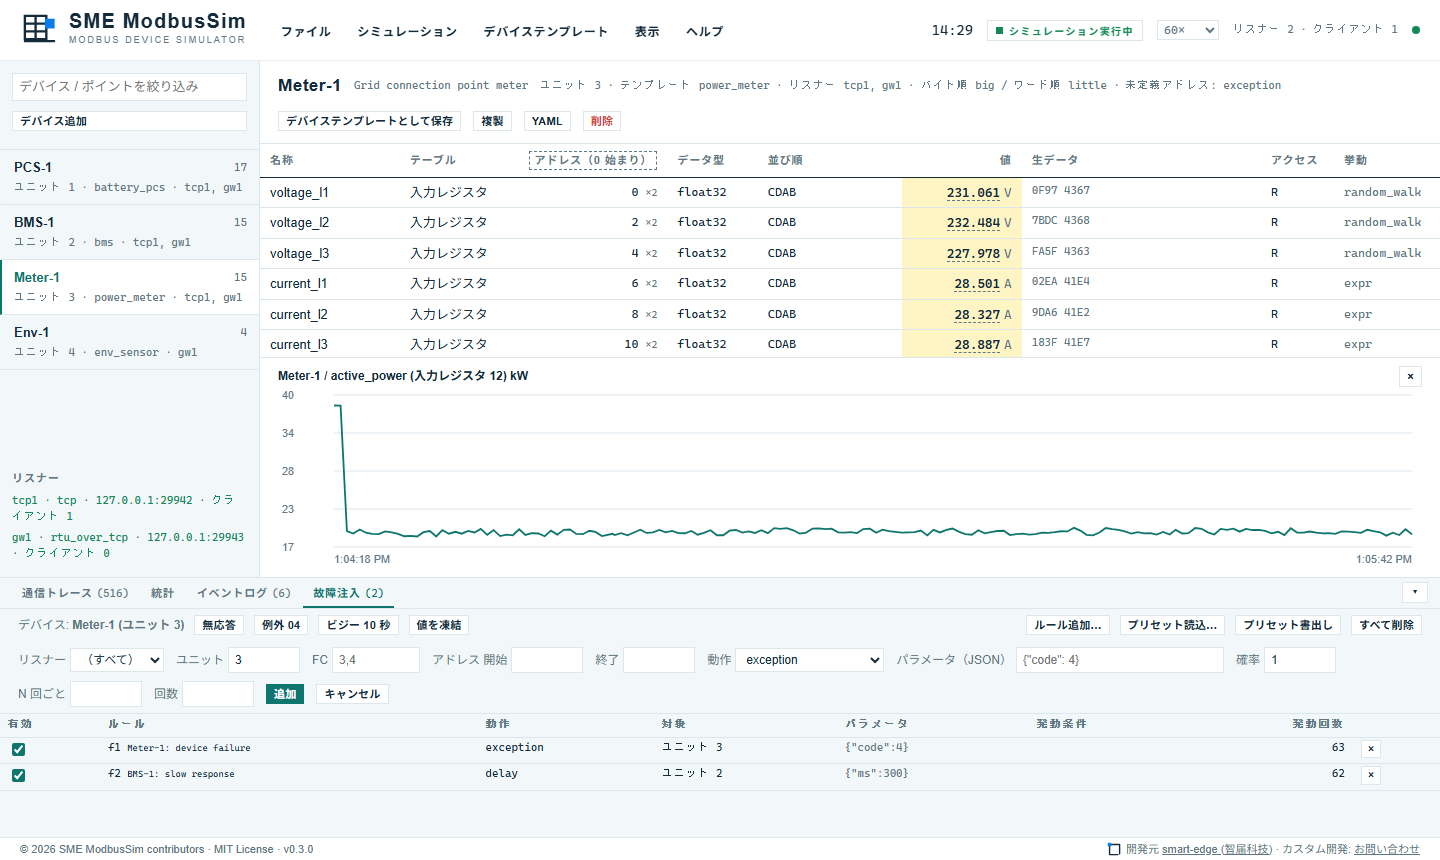 SME ModbusSim
MODBUS DEVICE SIMULATOR
ファイル シミュレーション デバイステンプレート 表示 ヘルプ
14:29 シミュレーション実行中 60× リスナー 2 · クライアント 1
デバイス / ポイントを絞り込み
デバイス追加
PCS-1 17
ユニット 1 · battery_pcs · tcp1, gw1
BMS-1 15
ユニット 2 · bms · tcp1, gw1
Meter-1 15
ユニット 3 · power_meter · tcp1, gw1
Env-1 4
ユニット 4 · env_sensor · gw1
リスナー
tcp1 · tcp · 127.0.0.1:29942 · クラ
イアント 1
gw1 · rtu_over_tcp · 127.0.0.1:29943
· クライアント 0
Meter-1 Grid connection point meter ユニット 3 · テンプレート power_meter · リスナー tcp1, gw1 · バイト順 big / ワード順 little · 未定義アドレス: exception
デバイステンプレートとして保存 複製 YAML 削除
名称 テーブル アドレス (0 始まり) データ型 並び順 値 生データ アクセス 挙動
voltage_l1 入力レジスタ 0 ×2 float32 CDAB 231.061 V 0F97 4367 R random_walk
voltage_l2 入力レジスタ 2 ×2 float32 CDAB 232.484 V 7BDC 4368 R random_walk
voltage_l3 入力レジスタ 4 ×2 float32 CDAB 227.978 V FA5F 4363 R random_walk
current_l1 入力レジスタ 6 ×2 float32 CDAB 28.501 A 02EA 41E4 R expr
current_l2 入力レジスタ 8 ×2 float32 CDAB 28.327 A 9DA6 41E2 R expr
current_l3 入力レジスタ 10 ×2 float32 CDAB 28.887 A 183F 41E7 R expr
Meter-1 / active_power (入力レジスタ 12) kW ×
40
34
28
23
17
1:04:18 PM 1:05:42 PM
通信トレース (516) 統計 イベントログ (6) 故障注入 (2) ▾
デバイス: Meter-1 (ユニット 3) 無応答 例外 04 ビジー 10 秒 値を凍結 ルール追加... プリセット読込... プリセット書出し すべて削除
リスナー (すべて) ユニット 3 FC 3,4 アドレス 開始 終了 動作 exception パラメータ (JSON) {"code": 4} 確率 1
N 回ごと 回数 追加 キャンセル
有効 ルール 動作 対象 パラメータ 発動条件 発動回数
f1 Meter-1: device failure exception ユニット 3 {"code":4} 63 ×
f2 BMS-1: slow response delay ユニット 2 {"ms":300} 62 ×
© 2026 SME ModbusSim contributors · MIT License · v0.3.0 開発元 smart-edge (智届科技) · カスタム開発: お問い合わせ